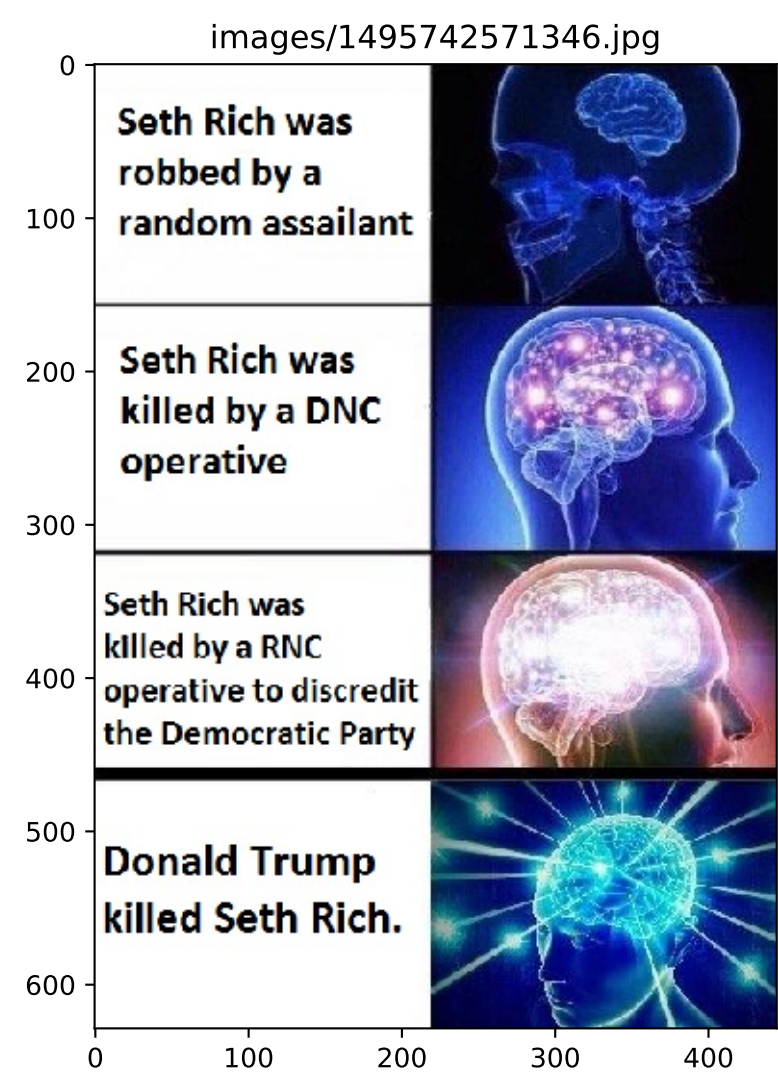 images/1495742571346.jpg
0
100
200
300
400
500
600
Seth Rich was
robbed by a
random assailant
Seth Rich was
killed by a DNC
operative
Seth Rich was
killed by a RNC
operative to discredit
the Democratic Party
Donald Trump
killed Seth Rich.
0 100 200 300 400